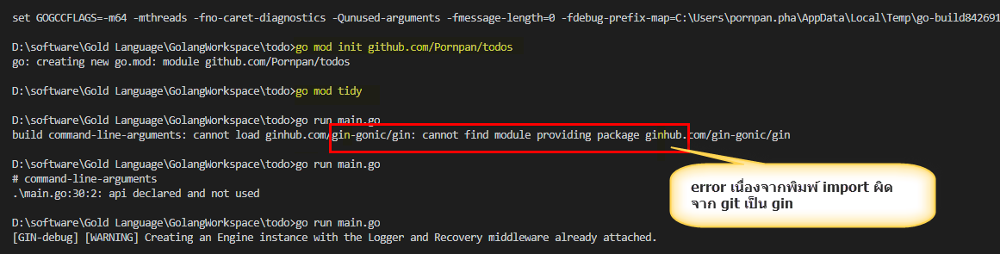 set GOGCCFLAGS=-m64 -mthreads -fno-caret-diagnostics -Qunused-arguments -fmessage-length=0 -fdebug-prefix-map=C:\Users\pornpan.pha\AppData\Local\Temp\go-build842691
D:\software\Gold Language\GolangWorkspace\todo>go mod init github.com/Pornpan/todos
go: creating new go.mod: module github.com/Pornpan/todos
D:\software\Gold Language\GolangWorkspace\todo>go mod tidy
D:\software\Gold Language\GolangWorkspace\todo>go run main.go
build command-line-arguments: cannot load ginhub.com/gin-gonic/gin: cannot find module providing package ginhub.com/gin-gonic/gin
D:\software\Gold Language\GolangWorkspace\todo>go run main.go
# command-line-arguments
.\main.go:30:2: api declared and not used
D:\software\Gold Language\GolangWorkspace\todo>go run main.go
[GIN-debug] [WARNING] Creating an Engine instance with the Logger and Recovery middleware already attached.
error เนื่องจากพิมพ์ import ผิด
จาก git เป็น gin